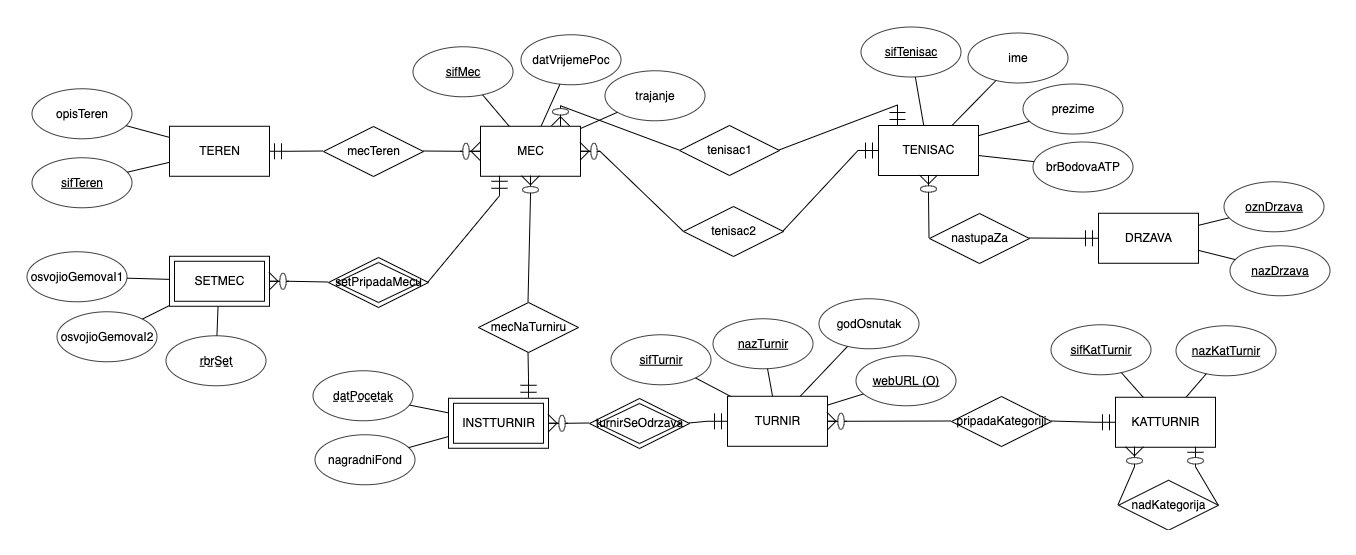 sifMec
datVrijemePoc
trajanje
sifTenisac
ime
prezime
brBodovaATP
opisTeren
sifTeren
TEREN
mecTeren
MEC
tenisac1
TENISAC
tenisac2
nastupaZa
DRZAVA
oznDrzava
nazDrzava
osvojioGemova1
osvojioGemova2
rbrSet
SETMEC
setPripadaMecu
mecNaTurniru
sifTurnir
nazTurnir
godOsnutak
webURL (O)
sifKatTurnir
nazKatTurnir
datPocetak
nagradniFond
INSTTURNIR
turnirSeOdrzava
TURNIR
pripadaKategoriji
KATTURNIR
nadKategorija